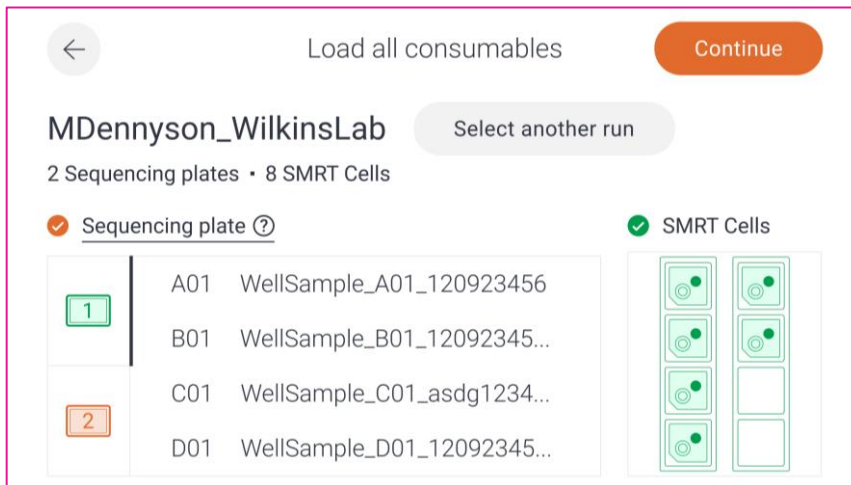 Load all consumables
Continue
MDennyson_WilkinsLab
Select another run
2 Sequencing plates • 8 SMRT Cells
Sequencing plate ?
SMRT Cells
1
A01 WellSample_A01_120923456
B01 WellSample_B01_12092345...
2
C01 WellSample_C01_asdg1234...
D01 WellSample_D01_12092345...